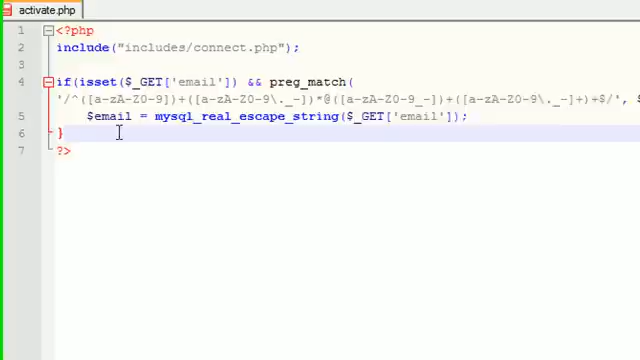 activate.php
1 <?php
2 include("includes/connect.php");
3
4 if(isset($_GET['email']) && preg_match(
'/^([a-zA-Z0-9])+([a-zA-Z0-9\._-])*@([a-zA-Z0-9_-])+([a-zA-Z0-9\._-]+)+$/', $
5 $email = mysql_real_escape_string($_GET['email']);
6 }
7 ?>